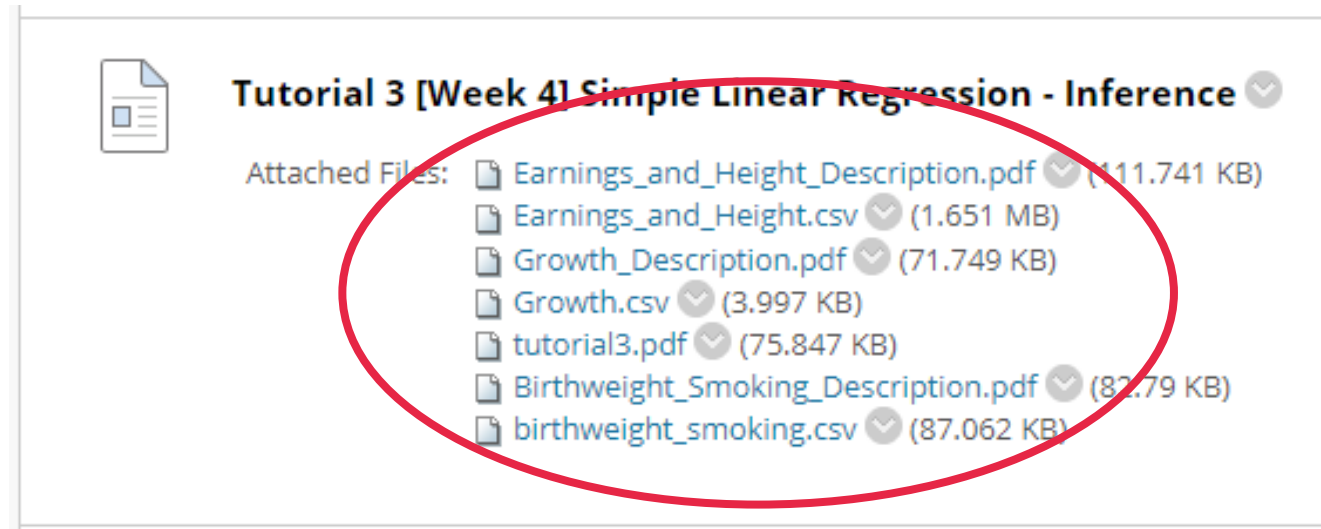 Tutorial 3 [Week 4] Simple Linear Regression - Inference
Attached Files: Earnings_and_Height_Description.pdf (111.741 KB)
Earnings_and_Height.csv (1.651 MB)
Growth_Description.pdf (71.749 KB)
Growth.csv (3.997 KB)
tutorial3.pdf (75.847 KB)
Birthweight_Smoking_Description.pdf (82.79 KB)
birthweight_smoking.csv (87.062 KB)